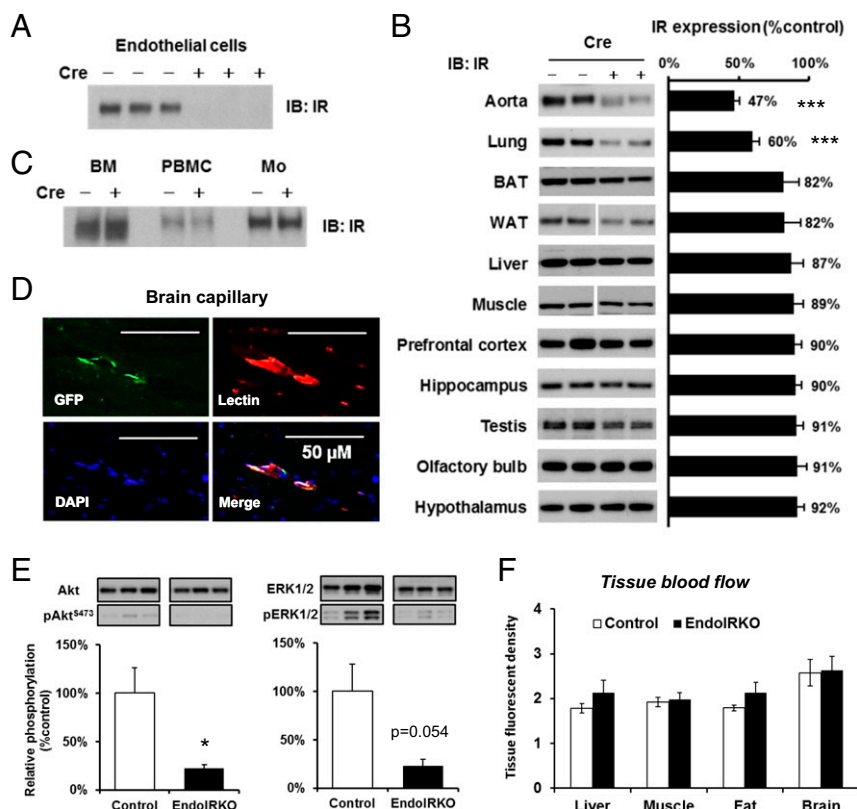 A
Endothelial cells
Cre − − − + + +
IB: IR
B
IR expression (%control)
Cre
IB: IR
− − + +
0% 50% 100%
Aorta 47% ***
Lung 60% ***
BAT 82%
WAT 82%
Liver 87%
Muscle 89%
Prefrontal cortex 90%
Hippocampus 90%
Testis 91%
Olfactory bulb 91%
Hypothalamus 92%
C
BM PBMC Mo
Cre − + − + − +
IB: IR
D
Brain capillary
GFP
Lectin
DAPI
Merge
50 µM
E
Akt
pAktS473
Relative phosphorylation
(%control)
150%
100%
50%
0%
*
Control EndoIRKO
ERK1/2
pERK1/2
150%
100%
50%
0%
p=0.054
Control EndoIRKO
F
Tissue blood flow
Control EndoIRKO
Tissue fluorescent density
4
3
2
1
0
Liver Muscle Fat Brain